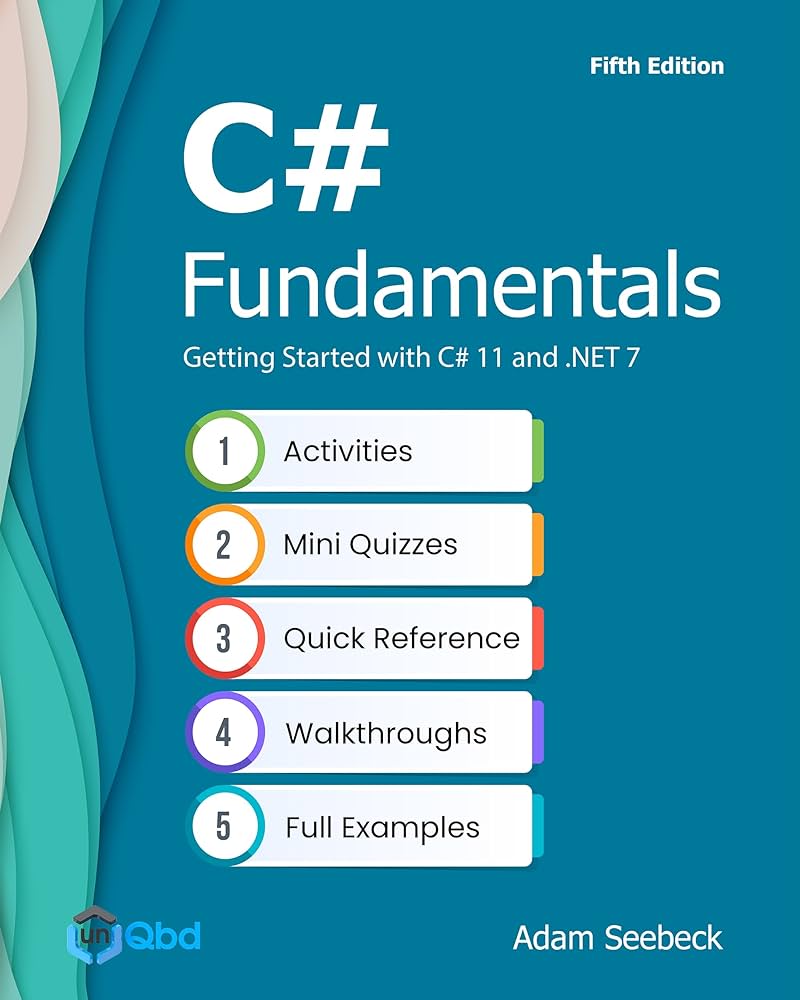 Fifth Edition
C#
Fundamentals
Getting Started with C# 11 and .NET 7
1 Activities
2 Mini Quizzes
3 Quick Reference
4 Walkthroughs
5 Full Examples
unQbd
Adam Seebeck